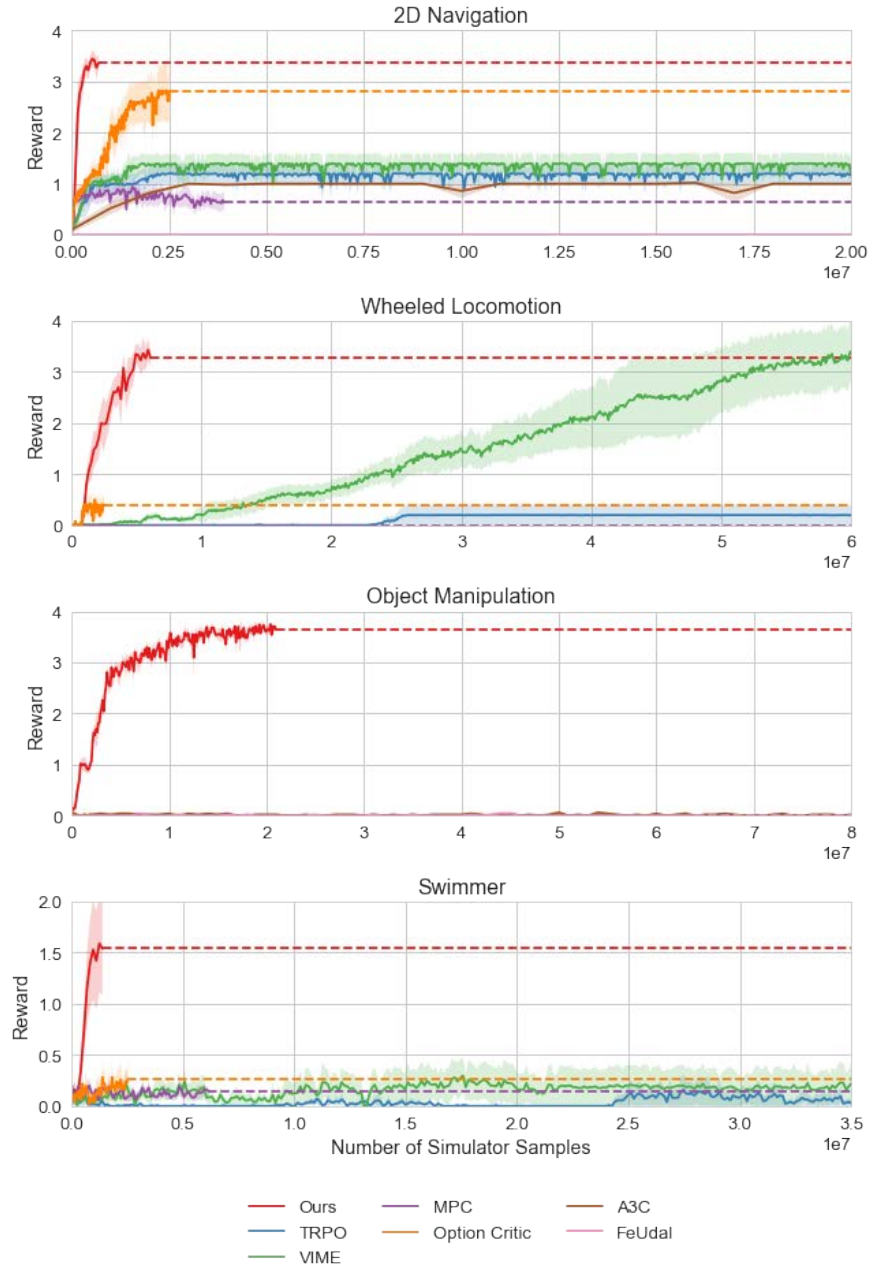 2D Navigation
4
3
2
1
0
Reward
0.00 0.25 0.50 0.75 1.00 1.25 1.50 1.75 2.00
1e7
Wheeled Locomotion
4
3
2
1
0
Reward
0 1 2 3 4 5 6
1e7
Object Manipulation
4
3
2
1
0
Reward
0 1 2 3 4 5 6 7 8
1e7
Swimmer
2.0
1.5
1.0
0.5
0.0
Reward
0.0 0.5 1.0 1.5 2.0 2.5 3.0 3.5
Number of Simulator Samples
1e7
Ours MPC A3C
TRPO Option Critic FeUdal
VIME